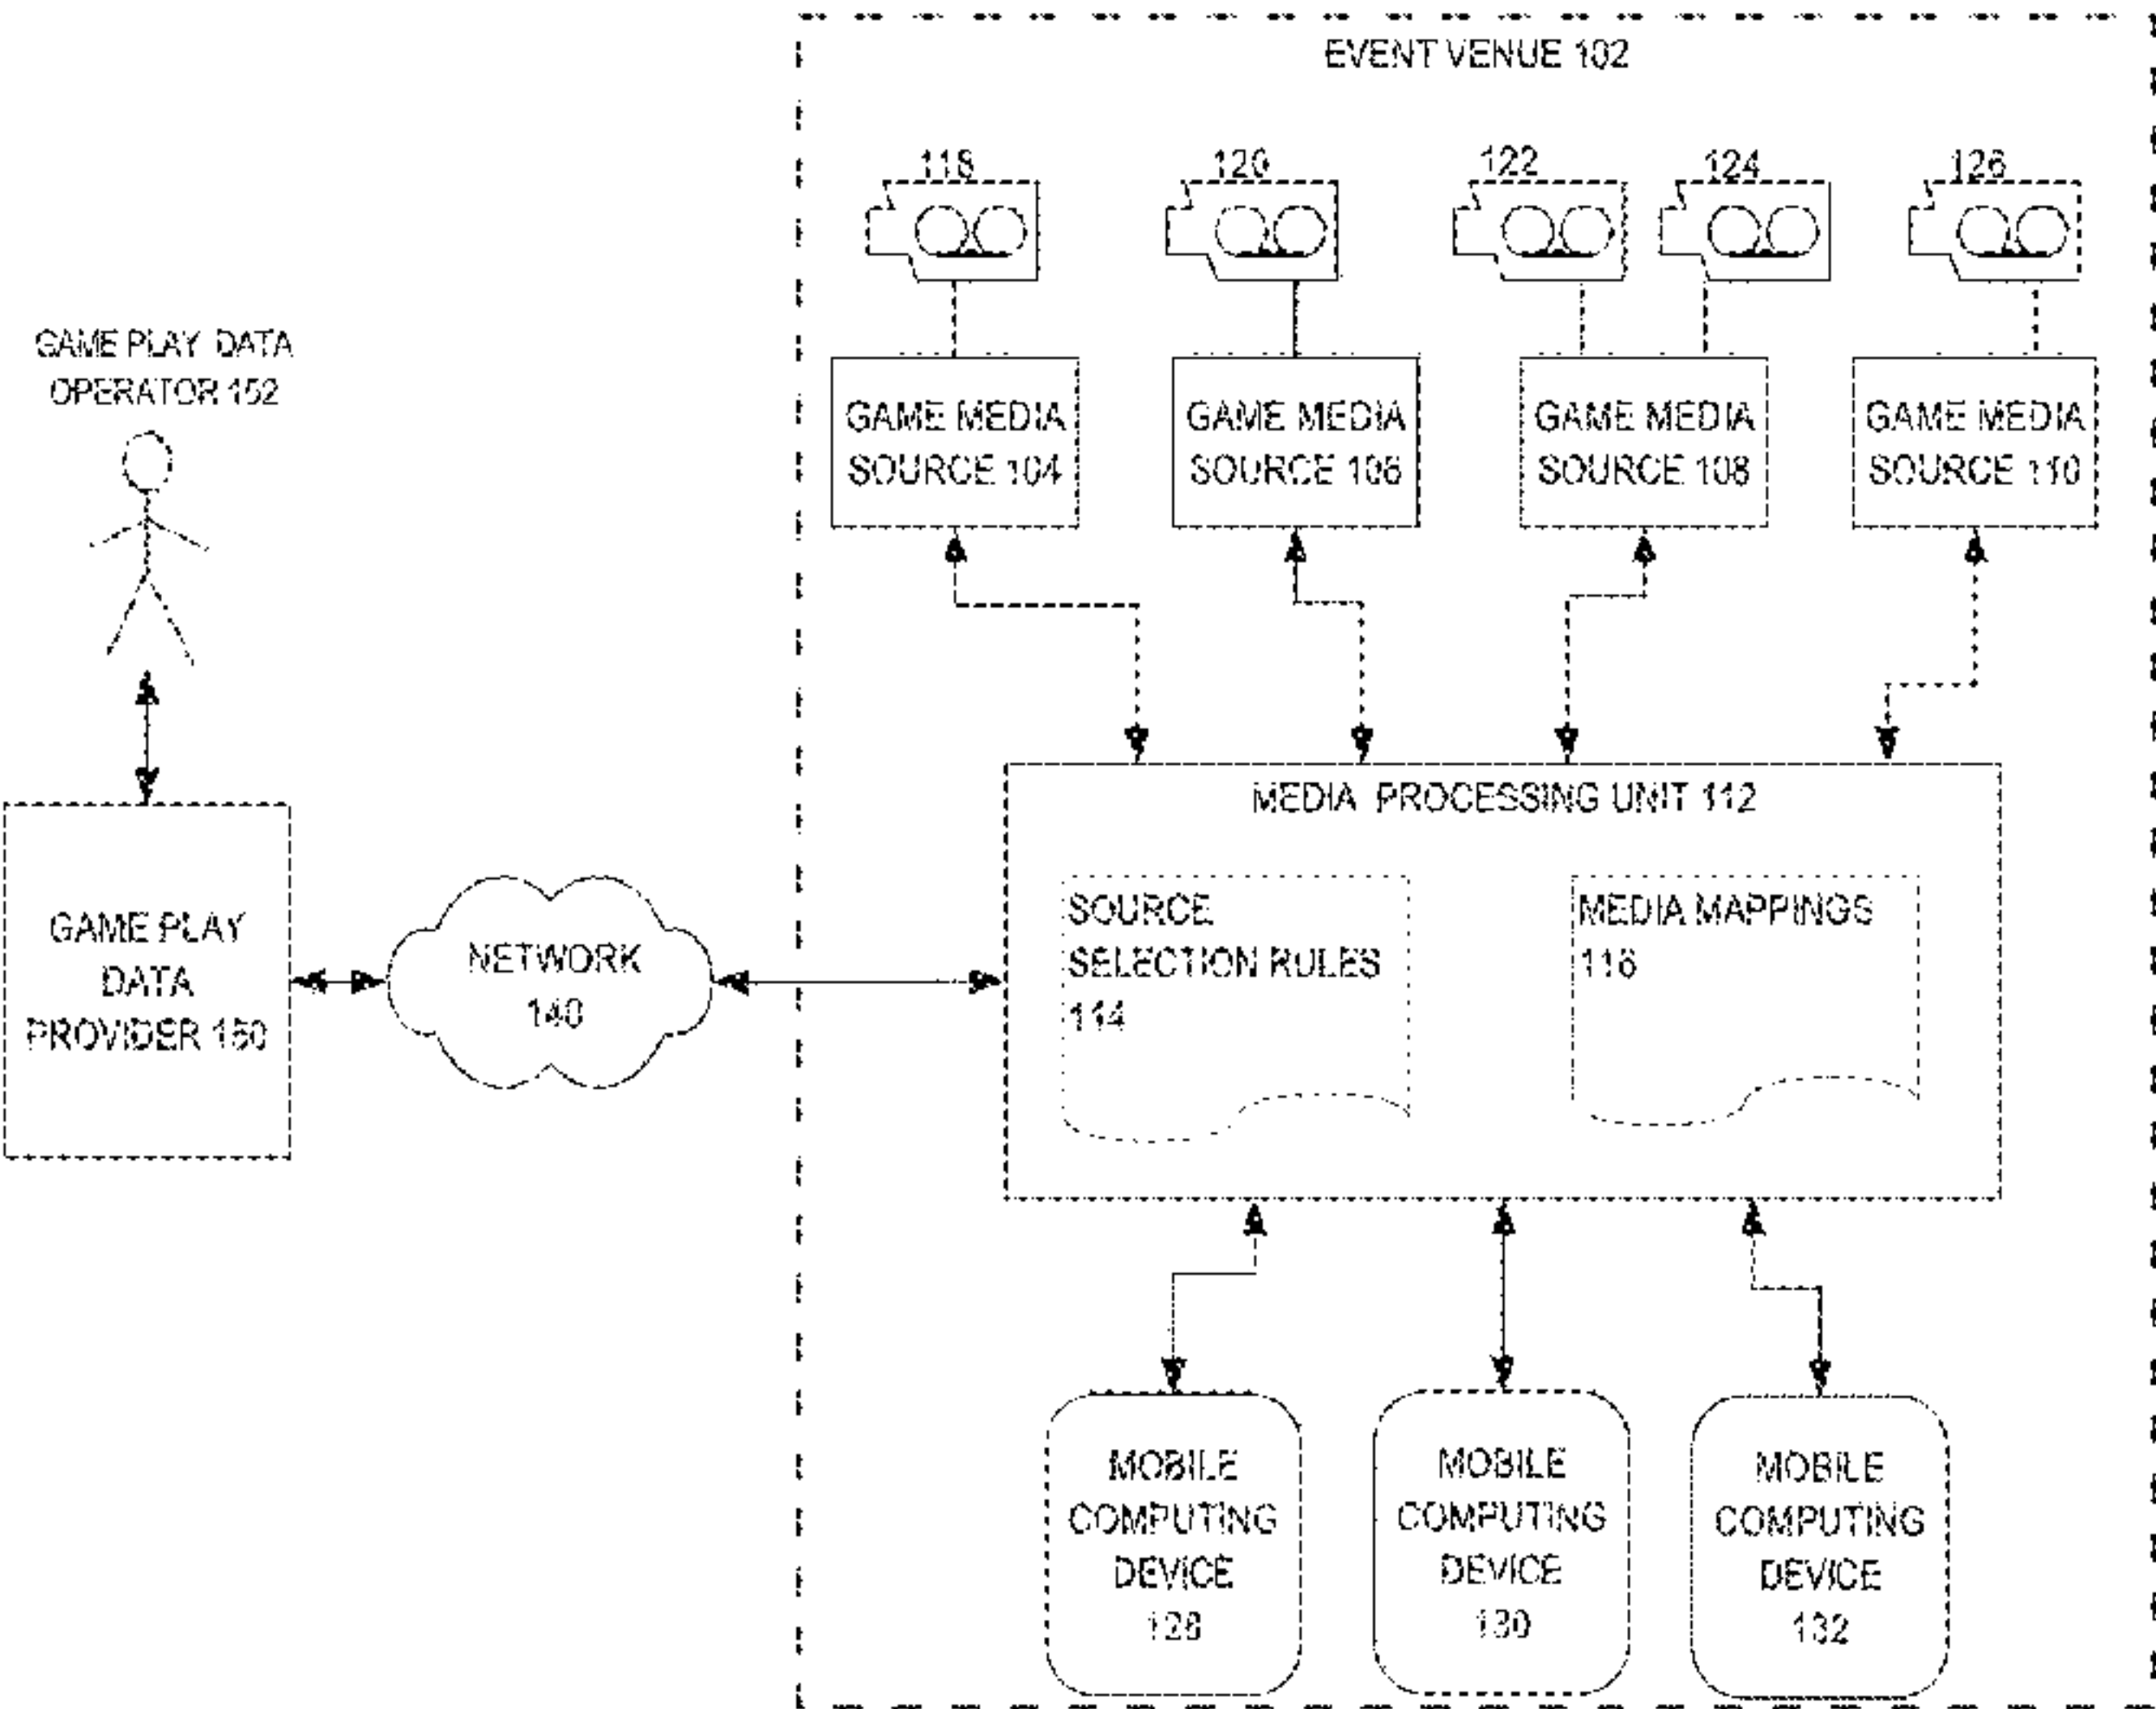 EVENT VENUE 102
118
120
122
124
126
GAME PLAY DATA
OPERATOR 152
GAME MEDIA
SOURCE 104
GAME MEDIA
SOURCE 106
GAME MEDIA
SOURCE 108
GAME MEDIA
SOURCE 110
MEDIA PROCESSING UNIT 112
SOURCE
SELECTION RULES
114
MEDIA MAPPINGS
116
GAME PLAY
DATA
PROVIDER 150
NETWORK
140
MOBILE
COMPUTING
DEVICE
128
MOBILE
COMPUTING
DEVICE
130
MOBILE
COMPUTING
DEVICE
132